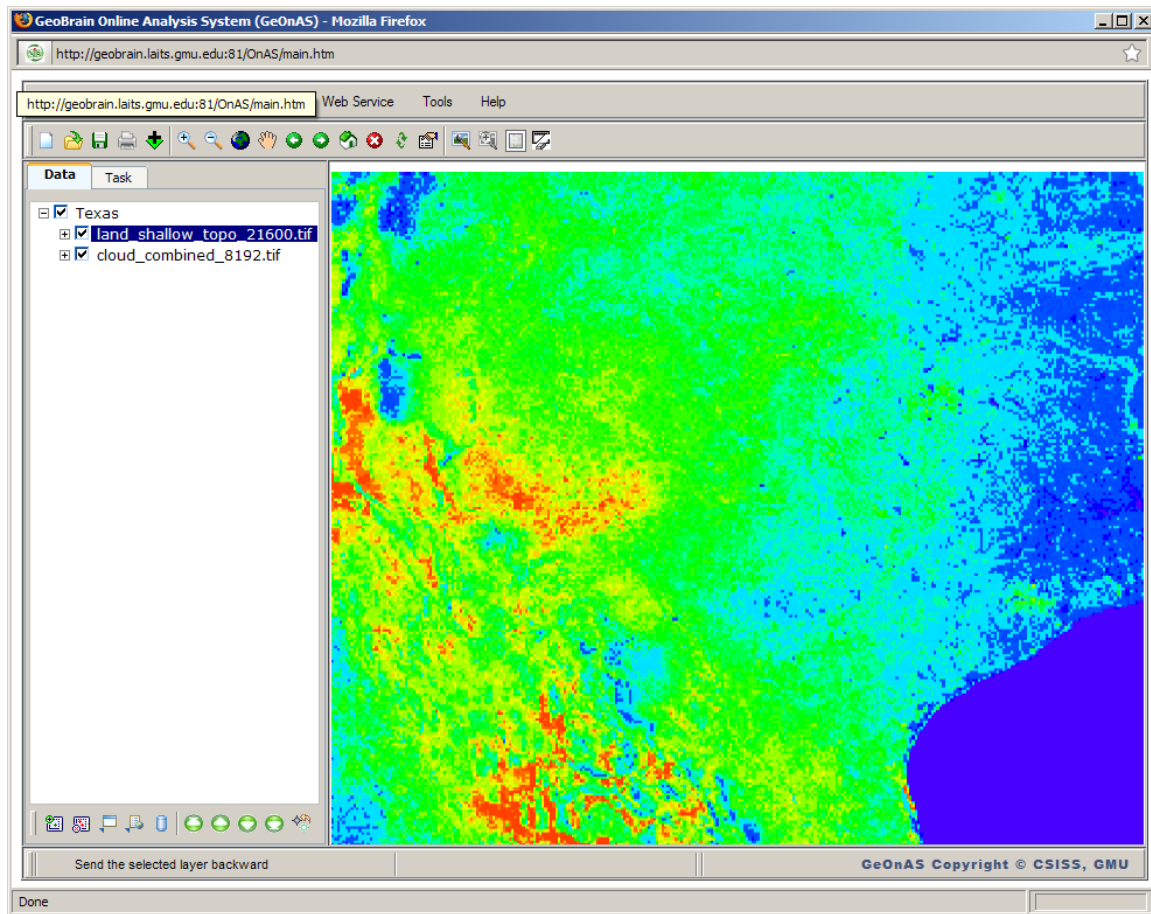 GeoBrain Online Analysis System (GeOnAS) - Mozilla Firefox
http://geobrain.laits.gmu.edu:81/OnAS/main.htm
http://geobrain.laits.gmu.edu:81/OnAS/main.htm Web Service Tools Help
Data Task
Texas
land_shallow_topo_21600.tif
cloud_combined_8192.tif
Send the selected layer backward GeOnAS Copyright © CSISS, GMU
Done